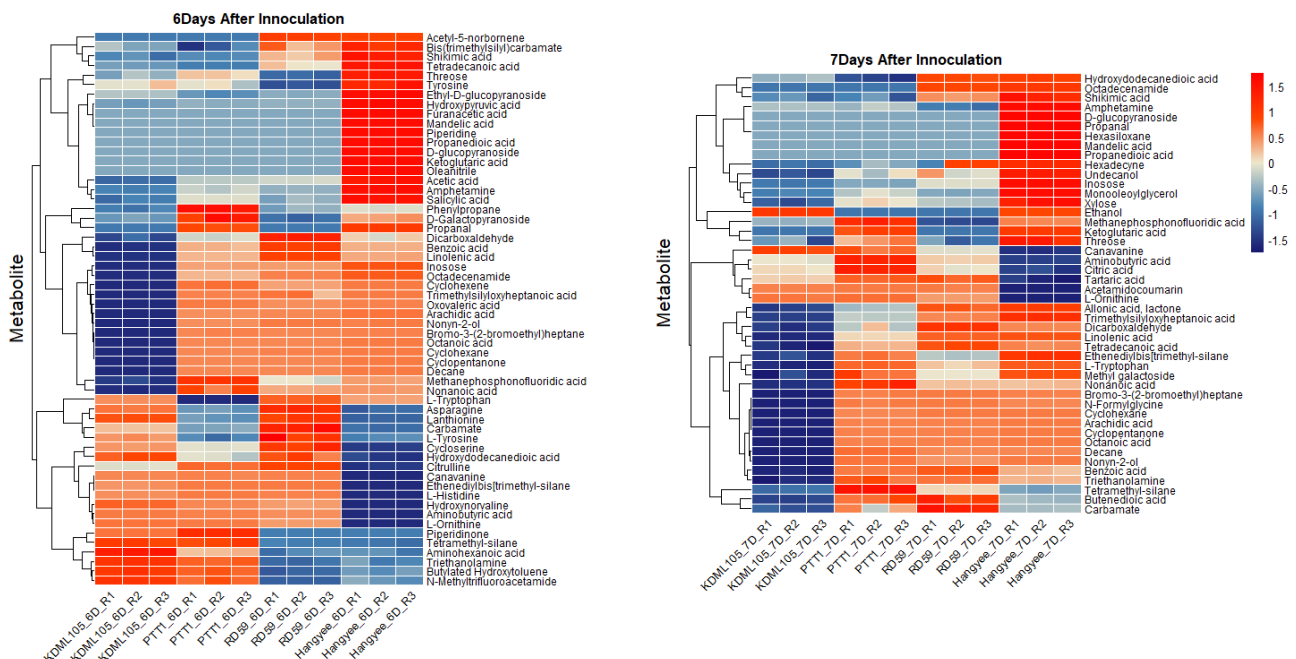 6Days After Innoculation
Metabolite
Acetyl-5-norbornene
Bis(trimethylsilyl)carbamate
Shikimic acid
Tetradecanoic acid
Threose
Tyrosine
Ethyl-D-glucopyranoside
Hydroxypyruvic acid
Furanacetic acid
Mandelic acid
Piperidine
Propanedioic acid
D-glucopyranoside
Ketoglutaric acid
Oleanitrile
Acetic acid
Amphetamine
Salicylic acid
Phenylpropane
D-Galactopyranoside
Propanal
Dicarboxaldehyde
Benzoic acid
Linolenic acid
Inosose
Octadecenamide
Cyclohexene
Trimethylsilyloxyheptanoic acid
Oxovaleric acid
Arachidic acid
Nonyn-2-ol
Bromo-3-(2-bromoethyl)heptane
Octanoic acid
Cyclohexane
Cyclopentanone
Decane
Methanephosphonofluoridic acid
Nonanoic acid
L-Tryptophan
Asparagine
Lanthionine
Carbamate
L-Tyrosine
Cycloserine
Hydroxydodecanedioic acid
Citrulline
Canavanine
Ethenediylbis[trimethyl-silane
L-Histidine
Hydroxynorvaline
Aminobutyric acid
L-Ornithine
Piperidinone
Tetramethyl-silane
Aminohexanoic acid
Triethanolamine
Butylated Hydroxytoluene
N-Methyltrifluoroacetamide
KDML105_6D_R1
KDML105_6D_R2
KDML105_6D_R3
PTT1_6D_R1
PTT1_6D_R2
PTT1_6D_R3
RD59_6D_R1
RD59_6D_R2
RD59_6D_R3
Hangyee_6D_R1
Hangyee_6D_R2
Hangyee_6D_R3
7Days After Innoculation
Metabolite
Hydroxydodecanedioic acid
Octadecenamide
Shikimic acid
Amphetamine
D-glucopyranoside
Propanal
Hexasiloxane
Mandelic acid
Propanedioic acid
Hexadecyne
Undecanol
Inosose
Monooleoylglycerol
Xylose
Ethanol
Methanephosphonofluoridic acid
Ketoglutaric acid
Threose
Canavanine
Aminobutyric acid
Citric acid
Tartaric acid
Acetamidocoumarin
L-Ornithine
Allonic acid, lactone
Trimethylsilyloxyheptanoic acid
Dicarboxaldehyde
Linolenic acid
Tetradecanoic acid
Ethenedylbis[trimethyl-silane
L-Tryptophan
Methyl galactoside
Nonanoic acid
Bromo-3-(2-bromoethyl)heptane
N-Formylglycine
Cyclohexane
Arachidic acid
Cyclopentanone
Octanoic acid
Decane
Nonyn-2-ol
Benzoic acid
Triethanolamine
Tetramethyl-silane
Butenedioic acid
Carbamate
KDML105_7D_R1
KDML105_7D_R2
KDML105_7D_R3
PTT1_7D_R1
PTT1_7D_R2
PTT1_7D_R3
RD59_7D_R1
RD59_7D_R2
RD59_7D_R3
Hangyee_7D_R1
Hangyee_7D_R2
Hangyee_7D_R3
1.5
1
0.5
0
-0.5
-1
-1.5